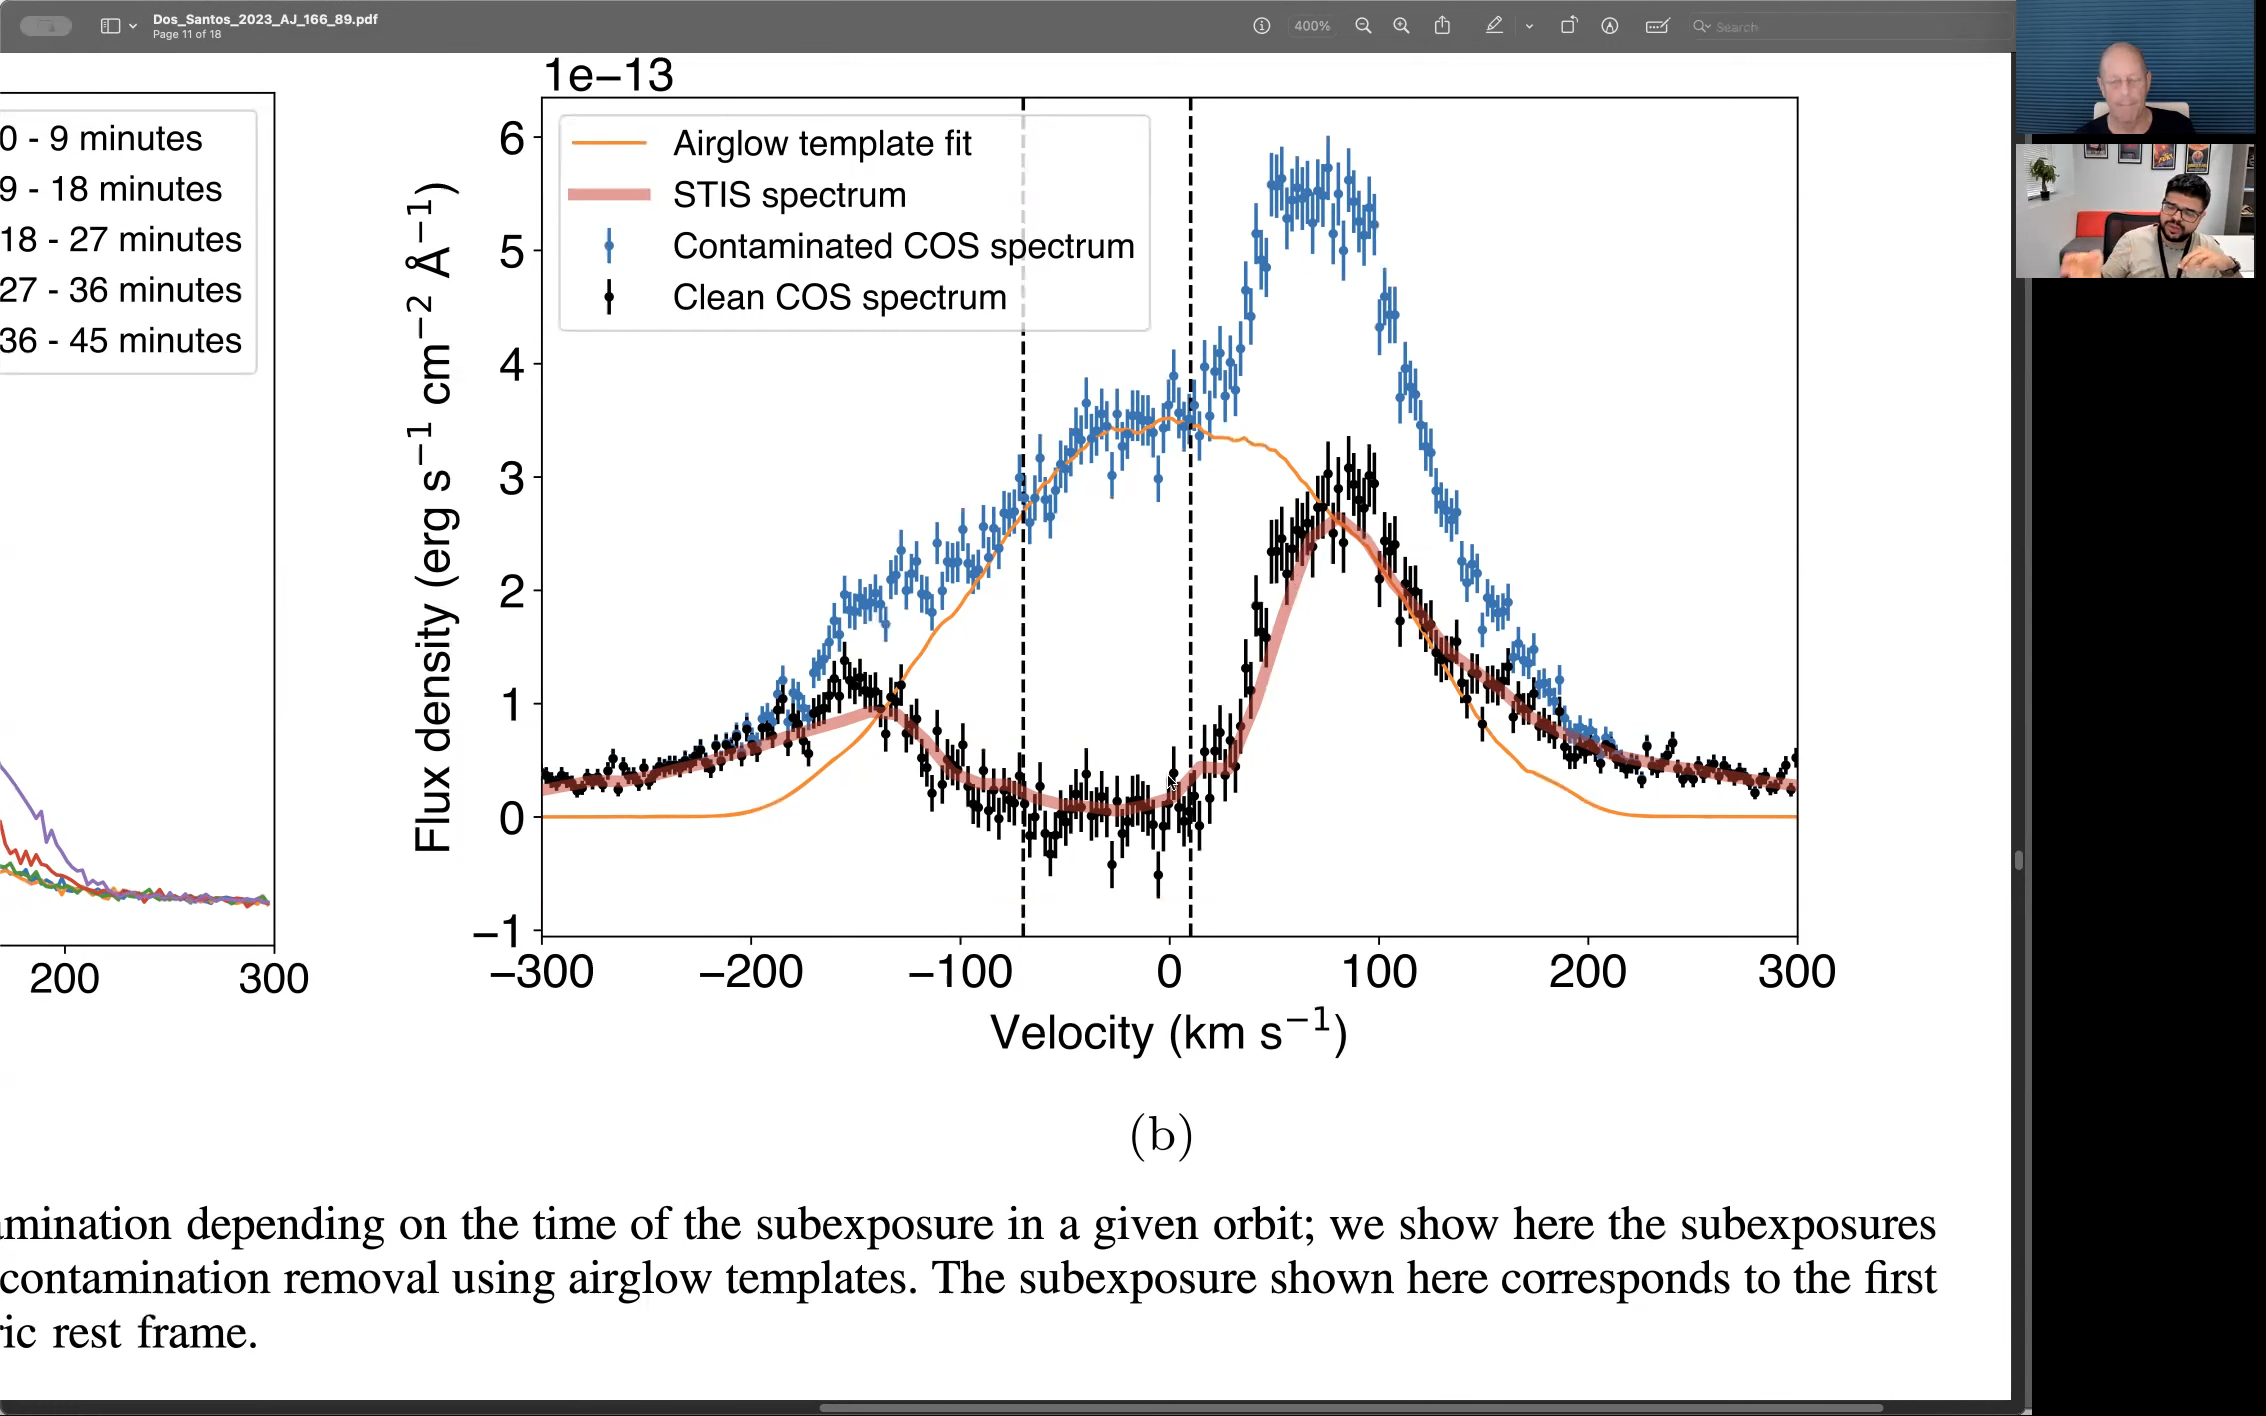 Dos_Santos_2023_AJ_166_89.pdf
Page 11 of 18
400%
Search
0 - 9 minutes
9 - 18 minutes
18 - 27 minutes
27 - 36 minutes
36 - 45 minutes
200 300
1e−13
Airglow template fit
STIS spectrum
Contaminated COS spectrum
Clean COS spectrum
6
5
4
3
2
1
0
−1
Flux density (erg s⁻¹ cm⁻² Å⁻¹)
−300 −200 −100 0 100 200 300
Velocity (km s⁻¹)
(b)
mination depending on the time of the subexposure in a given orbit; we show here the subexposures
contamination removal using airglow templates. The subexposure shown here corresponds to the first
ric rest frame.